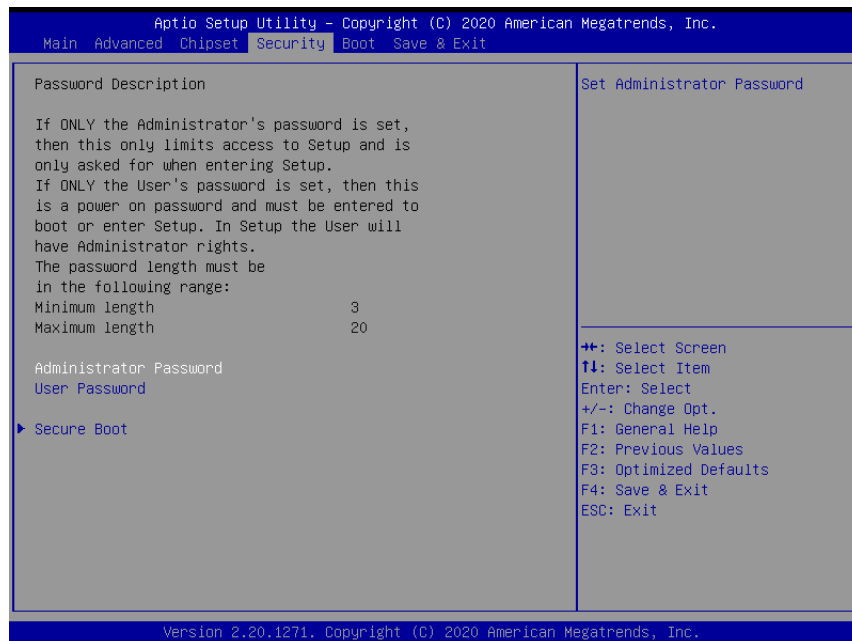 Aptio Setup Utility – Copyright (C) 2020 American Megatrends, Inc.
Main Advanced Chipset Security Boot Save & Exit
Password Description
If ONLY the Administrator's password is set,
then this only limits access to Setup and is
only asked for when entering Setup.
If ONLY the User's password is set, then this
is a power on password and must be entered to
boot or enter Setup. In Setup the User will
have Administrator rights.
The password length must be
in the following range:
Minimum length 3
Maximum length 20
Administrator Password
User Password
Secure Boot
Set Administrator Password
→←: Select Screen
↑↓: Select Item
Enter: Select
+/-: Change Opt.
F1: General Help
F2: Previous Values
F3: Optimized Defaults
F4: Save & Exit
ESC: Exit
Version 2.20.1271. Copyright (C) 2020 American Megatrends, Inc.